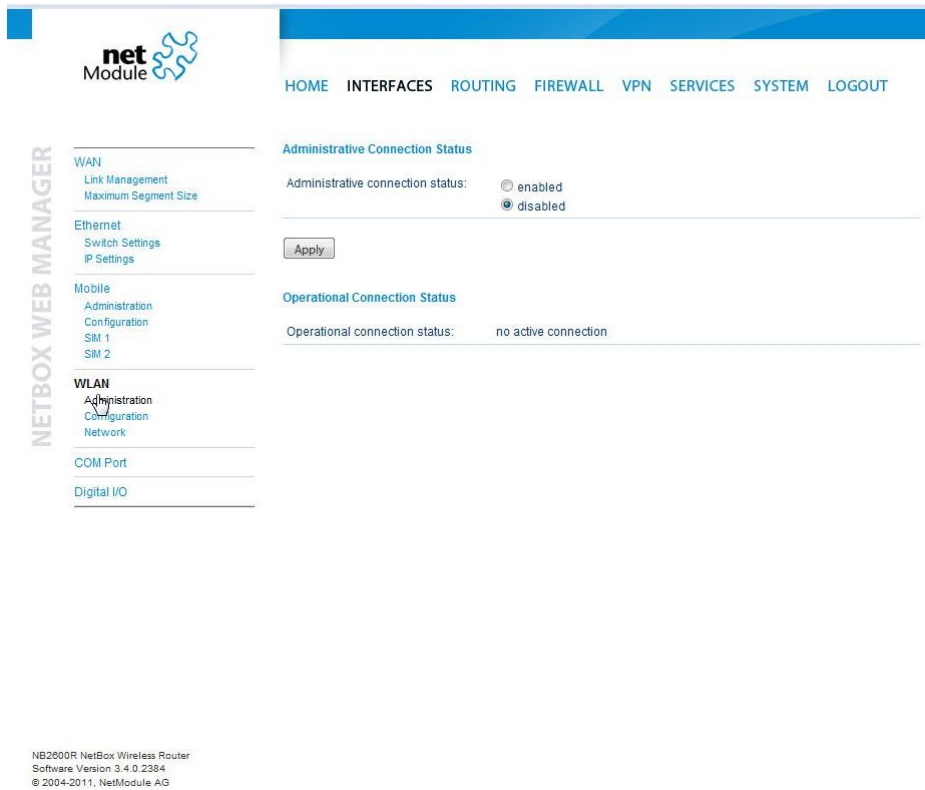 net
Module
HOME INTERFACES ROUTING FIREWALL VPN SERVICES SYSTEM LOGOUT
NETBOX WEB MANAGER
WAN
Link Management
Maximum Segment Size
Ethernet
Switch Settings
IP Settings
Mobile
Administration
Configuration
SIM 1
SIM 2
WLAN
Administration
Configuration
Network
COM Port
Digital I/O
Administrative Connection Status
Administrative connection status: enabled
disabled
Apply
Operational Connection Status
Operational connection status: no active connection
NB2600R NetBox Wireless Router
Software Version 3.4.0.2384
© 2004-2011, NetModule AG